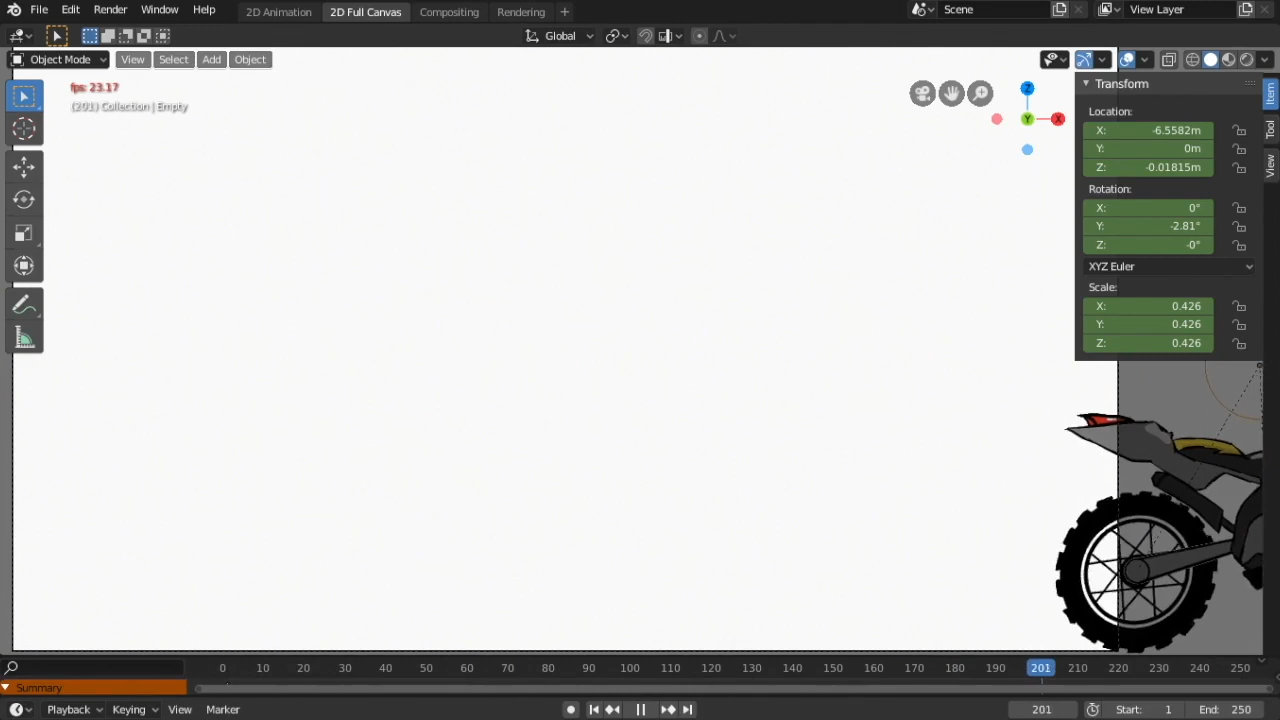 File Edit Render Window Help 2D Animation 2D Full Canvas Compositing Rendering + Scene View Layer
Global
Object Mode View Select Add Object
fps: 23.17
(201) Collection | Empty
Z
Y X
Transform
Location:
X: -6.5582m
Y: 0m
Z: -0.01815m
Rotation:
X: 0°
Y: -2.81°
Z: -0°
XYZ Euler
Scale:
X: 0.426
Y: 0.426
Z: 0.426
Item
Tool
View
0 10 20 30 40 50 60 70 80 90 100 110 120 130 140 150 160 170 180 190 201 210 220 230 240 250
Summary
Playback Keying View Marker 201 Start: 1 End: 250